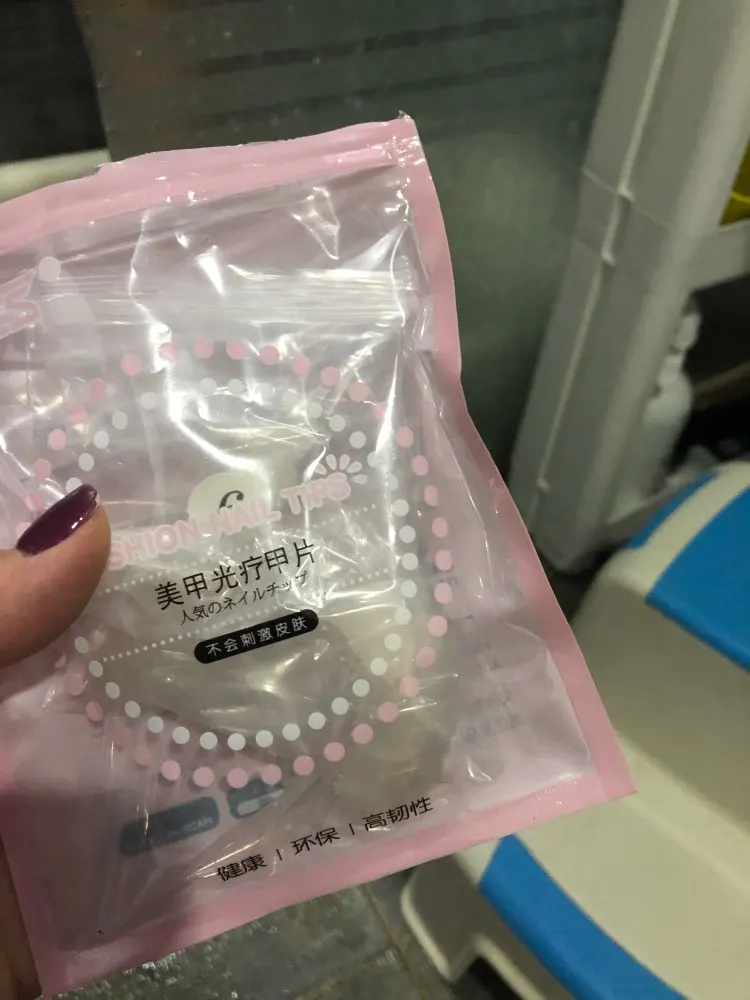 ES
SHION NAIL TIPS
美甲光疗甲片
人気のネイルチップ
不会刺激皮肤
健康 | 环保 | 高韧性